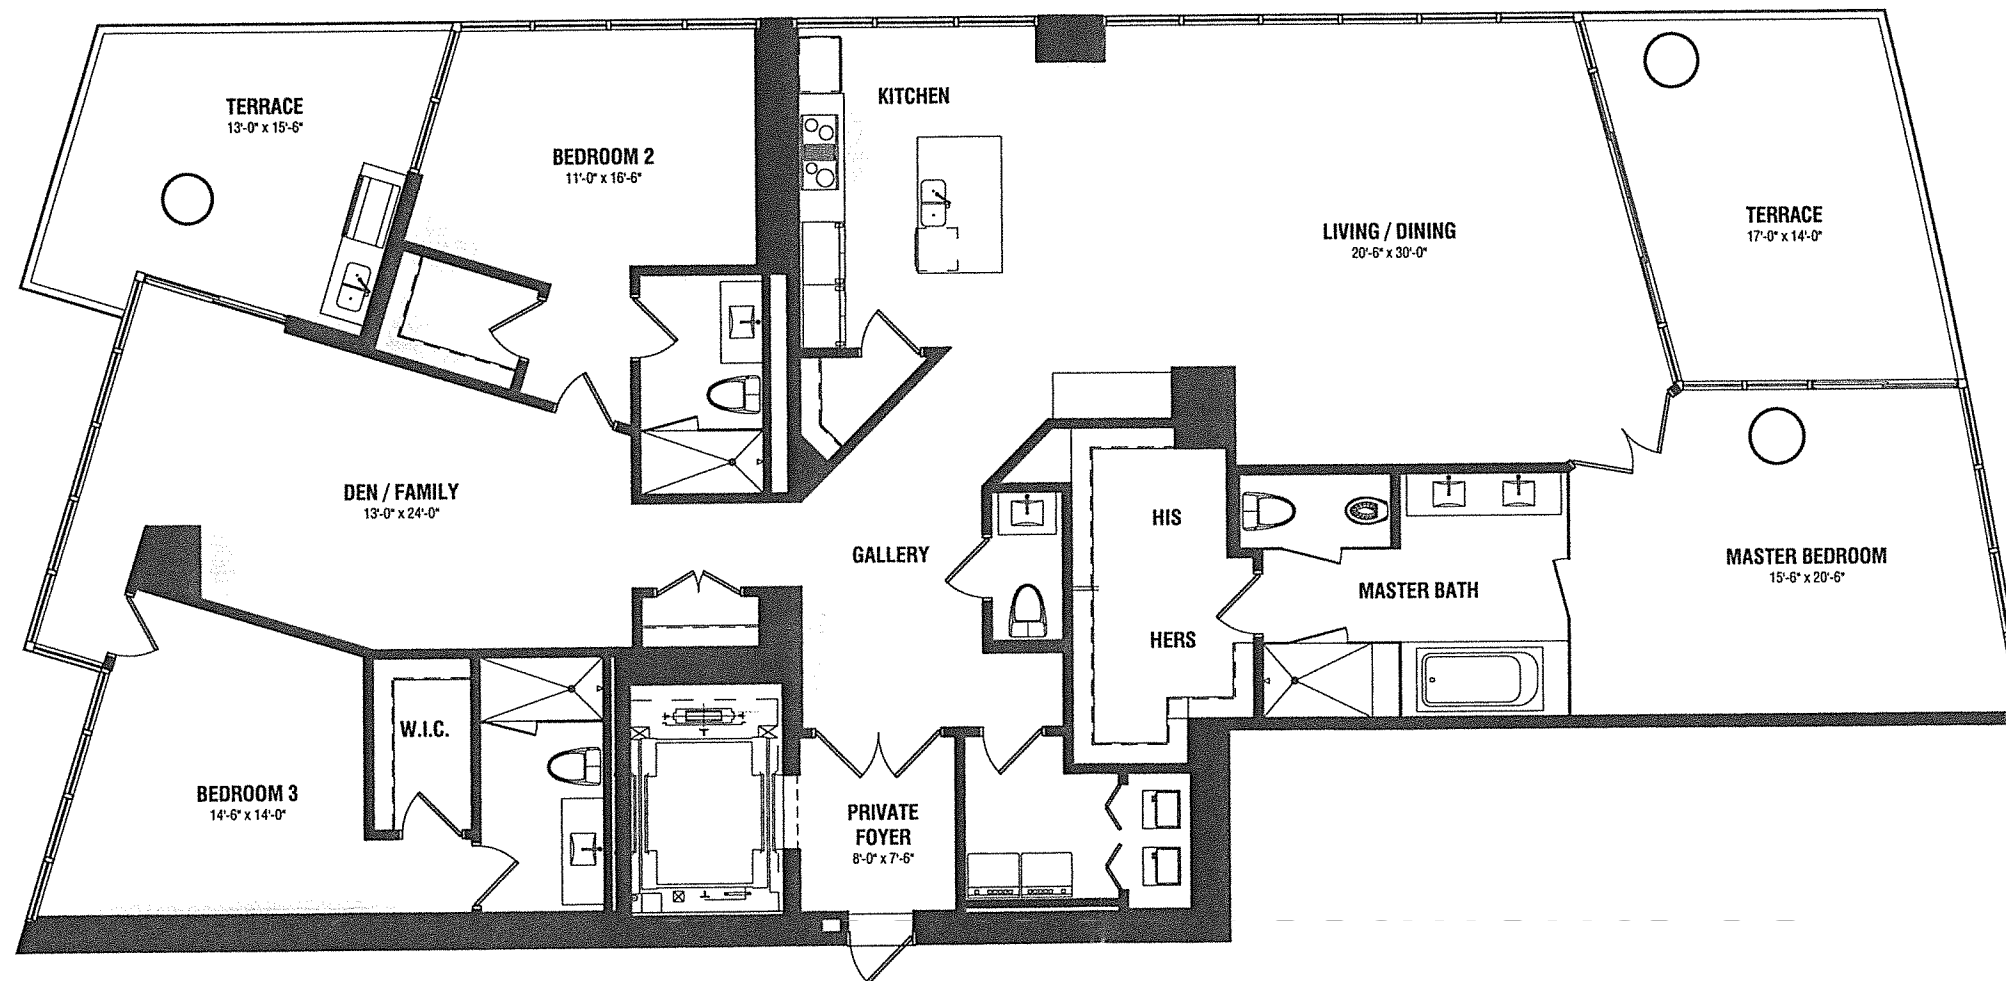 TERRACE
13'-0" x 15'-6"
BEDROOM 2
11'-0" x 16'-6"
KITCHEN
LIVING / DINING
20'-6" x 30'-0"
TERRACE
17'-0" x 14'-0"
DEN / FAMILY
13'-0" x 24'-0"
GALLERY
HIS
HERS
MASTER BATH
MASTER BEDROOM
15'-6" x 20'-6"
W.I.C.
BEDROOM 3
14'-6" x 14'-0"
PRIVATE
FOYER
8'-0" x 7'-6"